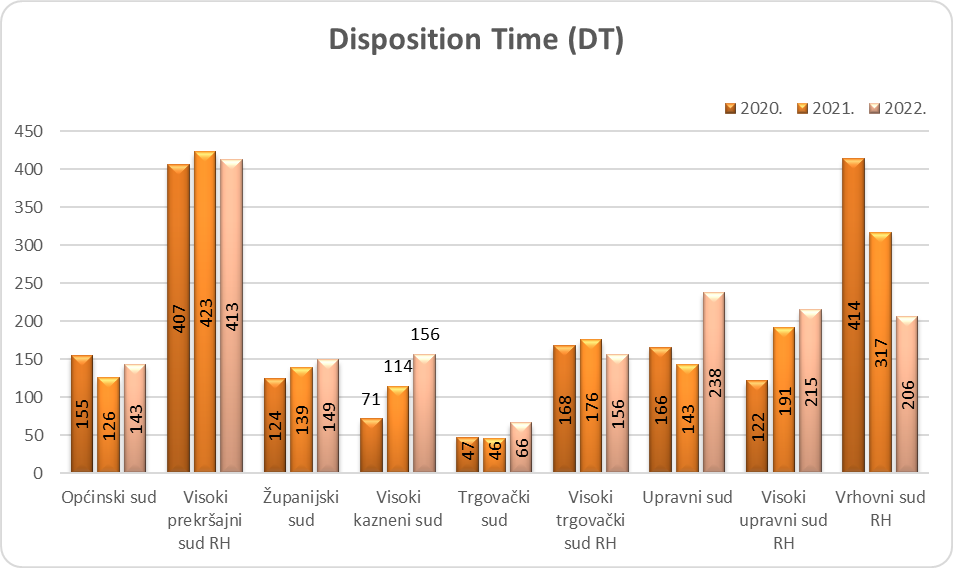 Disposition Time (DT)
2020. 2021. 2022.
450
400
350
300
250
200
150
100
50
0
155 126 143
407 423 413
124 139 149
71 114 156
47 46 66
168 176 156
166 143 238
122 191 215
414 317 206
Općinski sud
Visoki
prekršajni
sud RH
Županijski
sud
Visoki
kazneni sud
Trgovački
sud
Visoki
trgovački
sud RH
Upravni sud
Visoki
upravni sud
RH
Vrhovni sud
RH